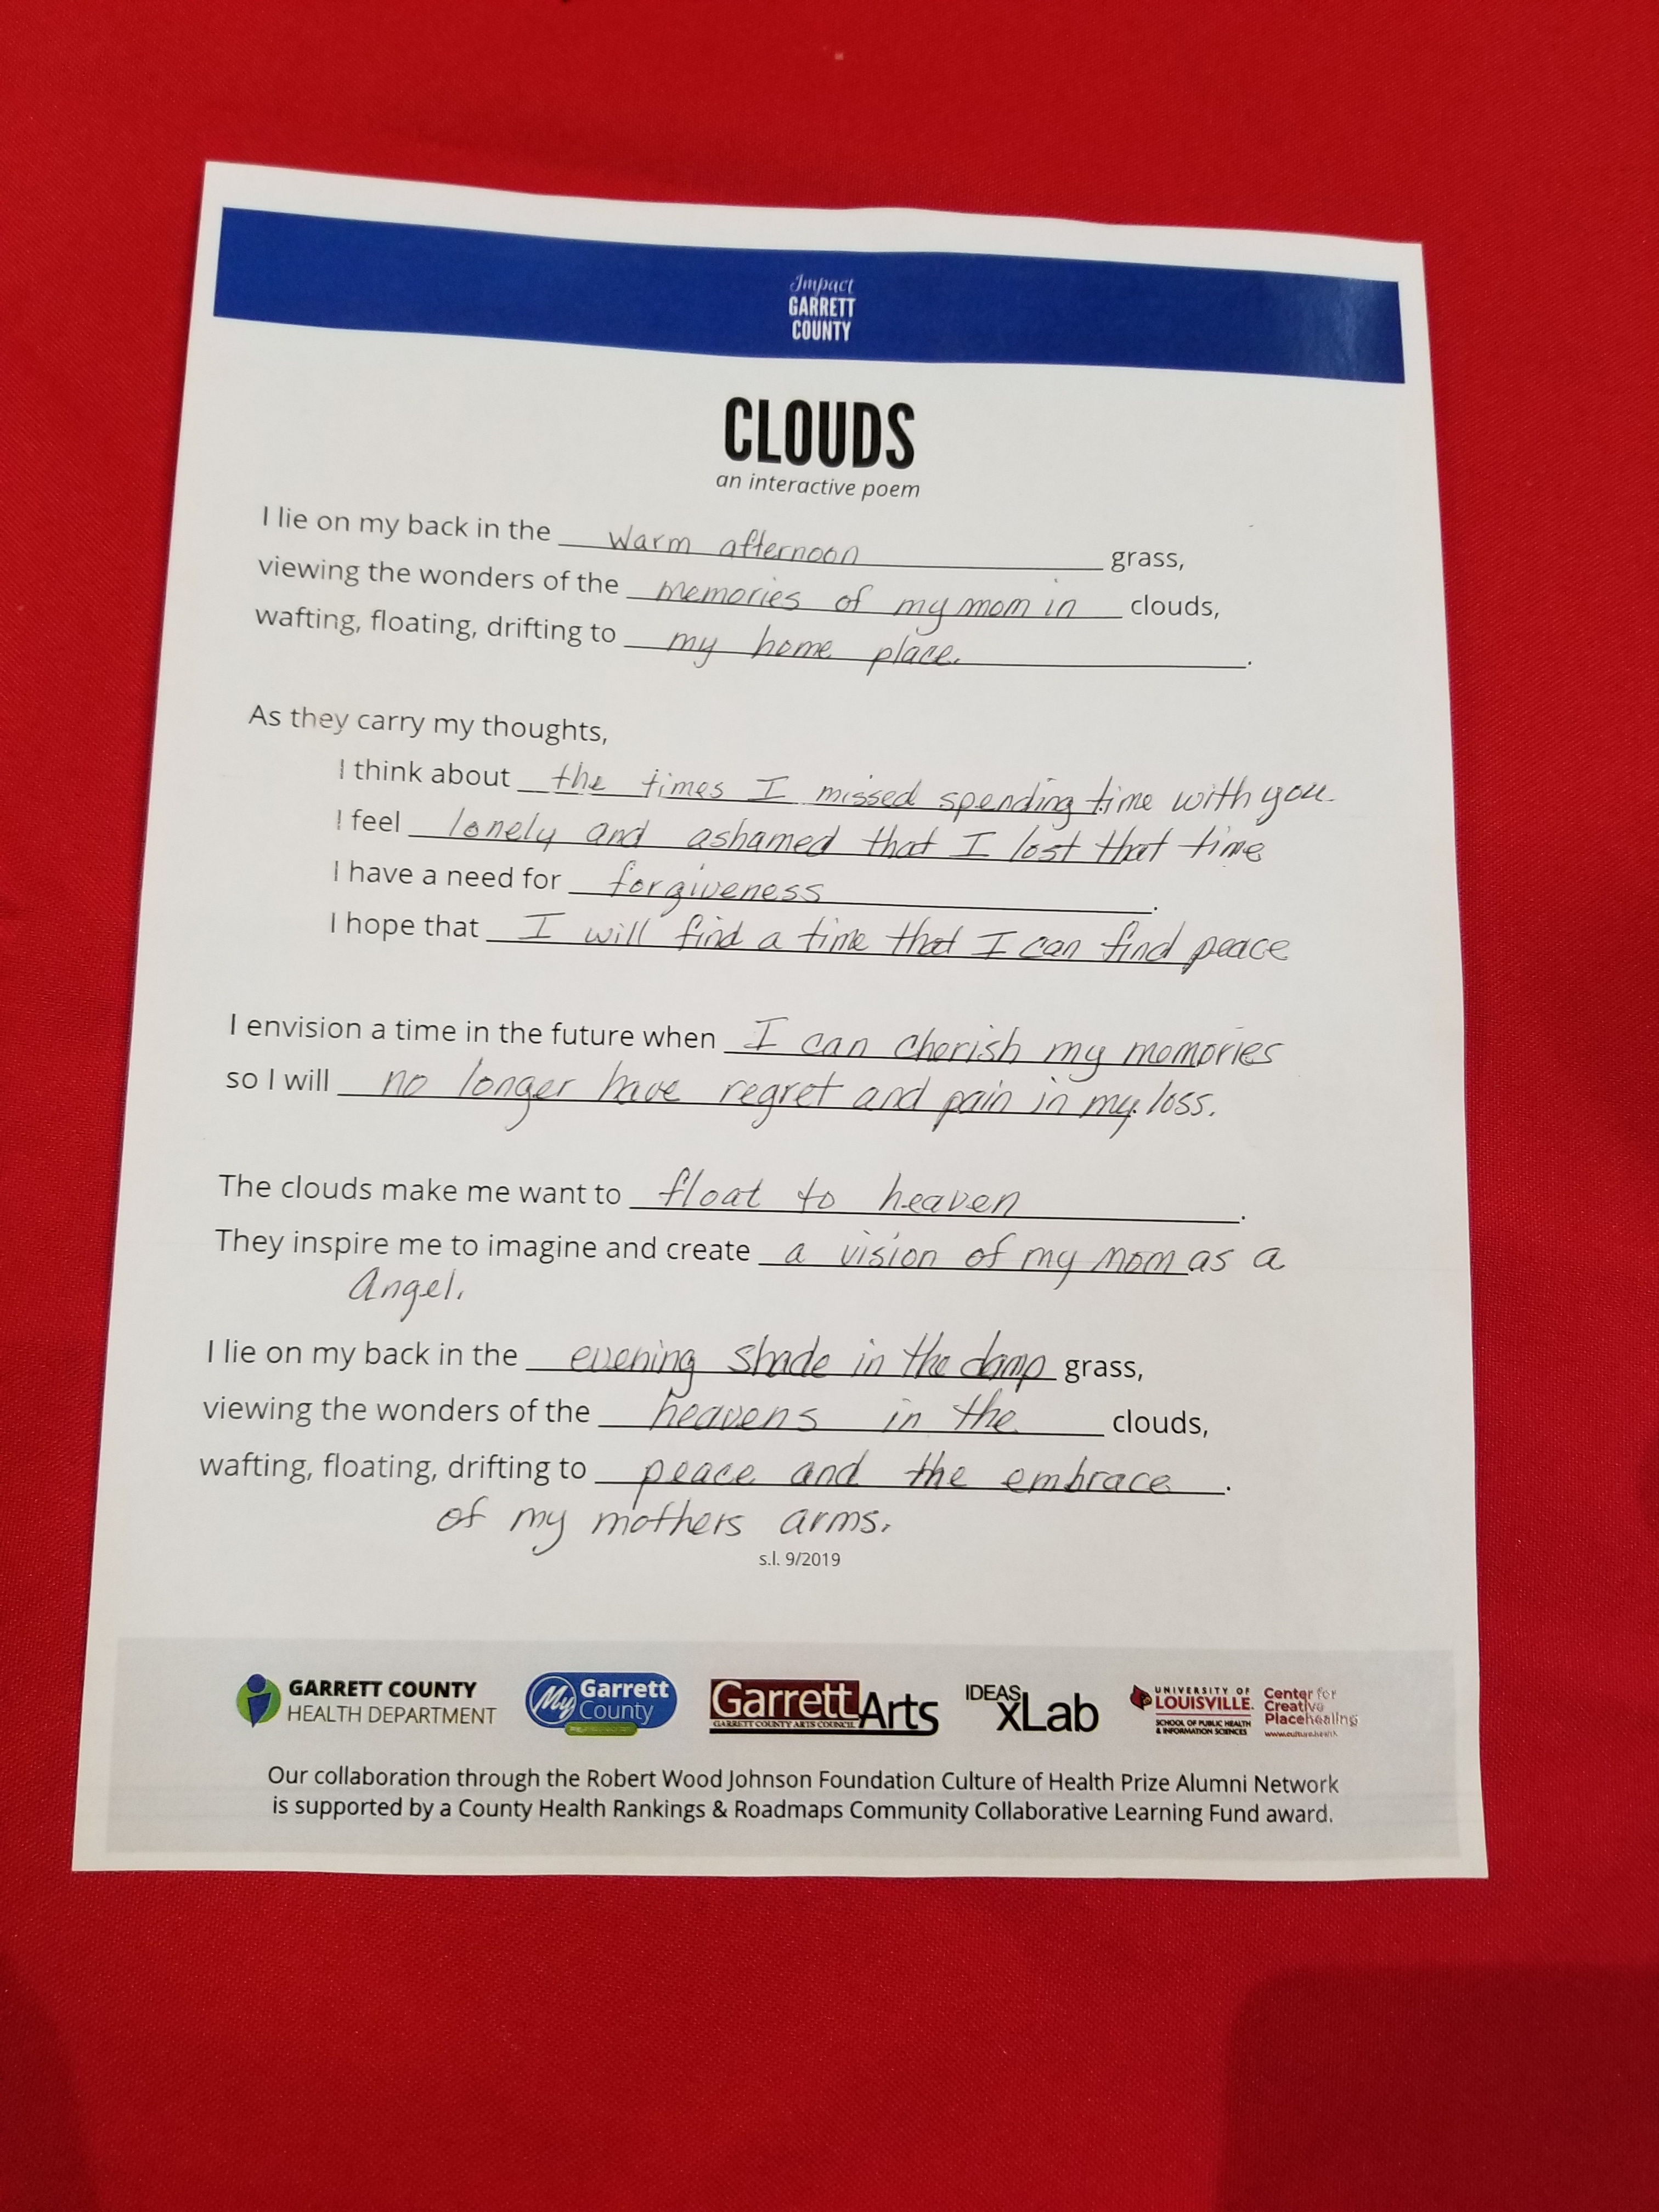 Impact
GARRETT
COUNTY
CLOUDS
an interactive poem
I lie on my back in the warm afternoon grass,
viewing the wonders of the memories of my mom in clouds,
wafting, floating, drifting to my home place.
As they carry my thoughts,
I think about the times I missed spending time with you.
I feel lonely and ashamed that I lost that time
I have a need for forgiveness.
I hope that I will find a time that I can find peace
I envision a time in the future when I can cherish my memories
so I will no longer have regret and pain in my loss.
The clouds make me want to float to heaven.
They inspire me to imagine and create a vision of my mom as a
Angel.
I lie on my back in the evening shade in the damp grass,
viewing the wonders of the heavens in the clouds,
wafting, floating, drifting to peace and the embrace.
of my mothers arms.
s.l. 9/2019
GARRETT COUNTY
HEALTH DEPARTMENT
My Garrett
County
Garrett Arts
GARRETT COUNTY ARTS COUNCIL
IDEAS
xLab
UNIVERSITY OF
LOUISVILLE.
SCHOOL OF PUBLIC HEALTH
& INFORMATION SCIENCES
Center for
Creative
Placehealing
Our collaboration through the Robert Wood Johnson Foundation Culture of Health Prize Alumni Network
is supported by a County Health Rankings & Roadmaps Community Collaborative Learning Fund award.